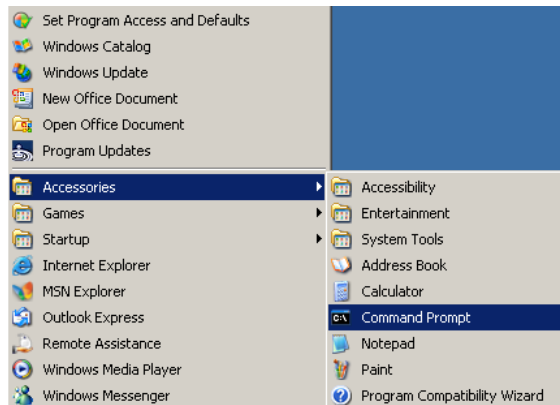 Set Program Access and Defaults
Windows Catalog
Windows Update
New Office Document
Open Office Document
Program Updates
Accessories
Games
Startup
Internet Explorer
MSN Explorer
Outlook Express
Remote Assistance
Windows Media Player
Windows Messenger
Accessibility
Entertainment
System Tools
Address Book
Calculator
C:\
Command Prompt
Notepad
Paint
Program Compatibility Wizard